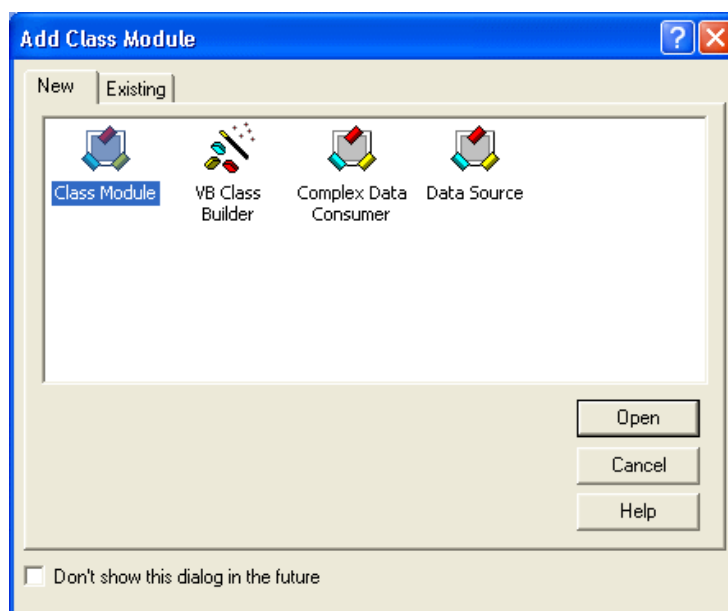 Add Class Module
New Existing
Class Module VB Class Builder Complex Data Consumer Data Source
Open
Cancel
Help
Don't show this dialog in the future